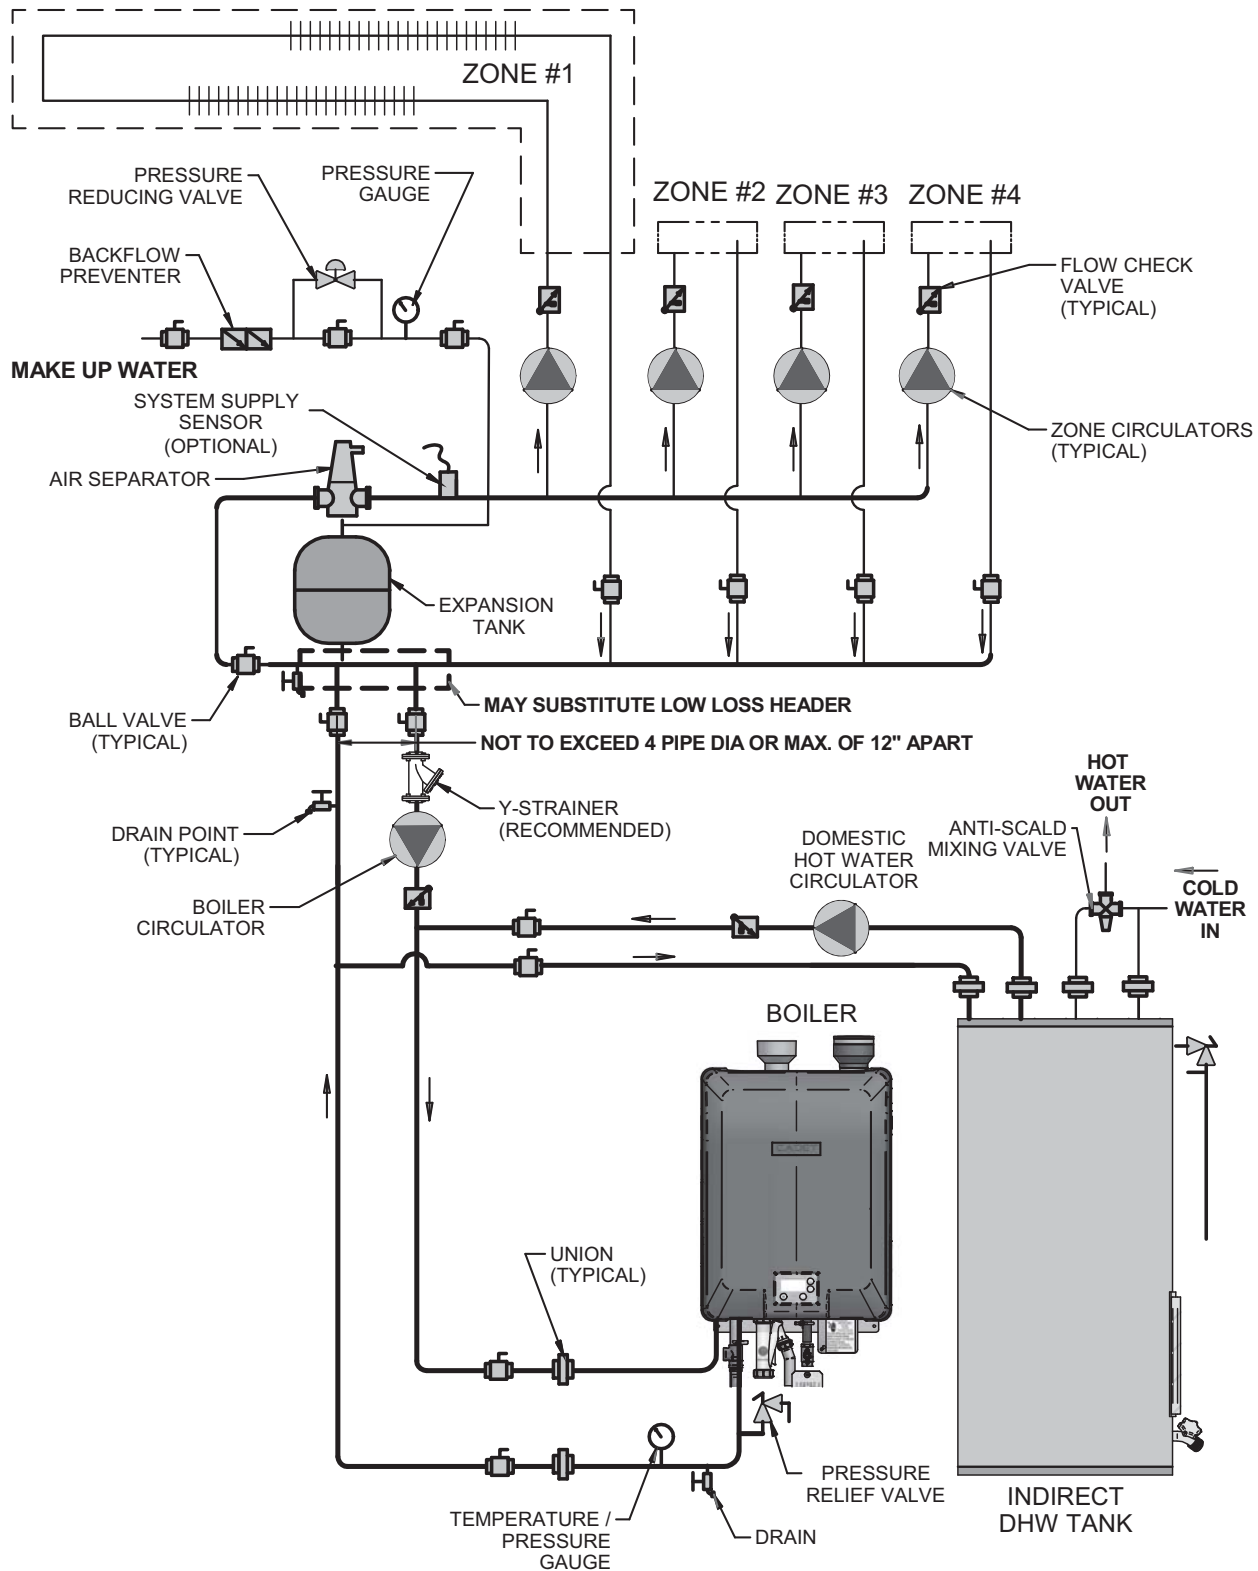 ZONE #1
PRESSURE
REDUCING VALVE
PRESSURE
GAUGE
ZONE #2
ZONE #3
ZONE #4
BACKFLOW
PREVENTER
FLOW CHECK
VALVE
(TYPICAL)
MAKE UP WATER
SYSTEM SUPPLY
SENSOR
(OPTIONAL)
ZONE CIRCULATORS
(TYPICAL)
AIR SEPARATOR
EXPANSION
TANK
BALL VALVE
(TYPICAL)
MAY SUBSTITUTE LOW LOSS HEADER
NOT TO EXCEED 4 PIPE DIA OR MAX. OF 12" APART
HOT
WATER
OUT
Y-STRAINER
(RECOMMENDED)
DRAIN POINT
(TYPICAL)
DOMESTIC
HOT WATER
CIRCULATOR
ANTI-SCALD
MIXING VALVE
COLD
WATER
IN
BOILER
CIRCULATOR
BOILER
CADET
UNION
(TYPICAL)
PRESSURE
RELIEF VALVE
INDIRECT
DHW TANK
TEMPERATURE /
PRESSURE
GAUGE
DRAIN